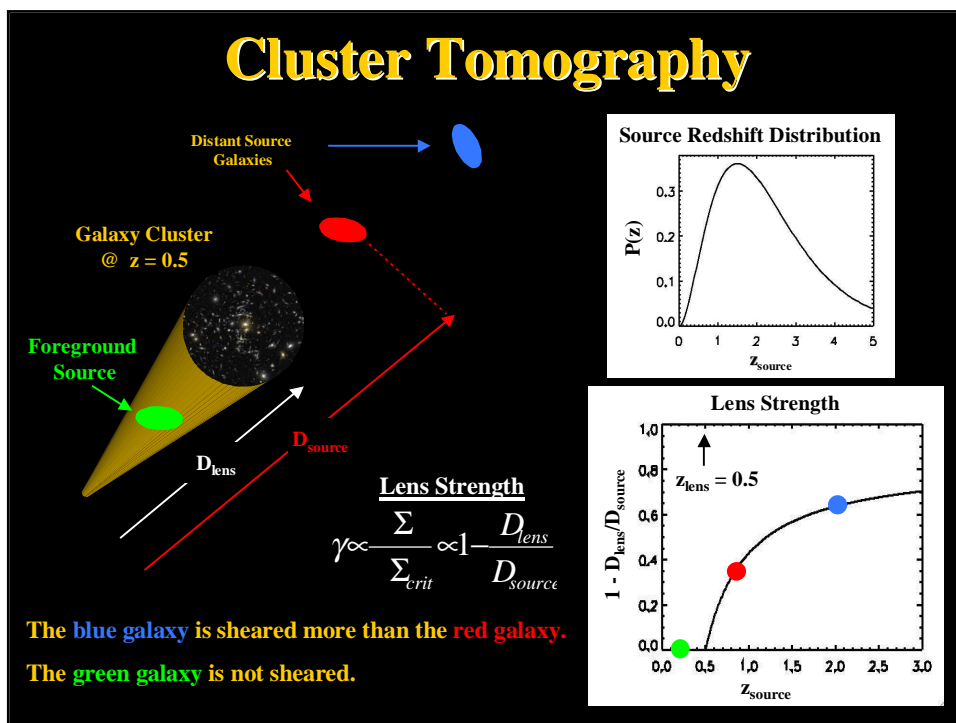 Cluster Tomography
Distant Source
Galaxies
Galaxy Cluster
@ z = 0.5
Foreground
Source
D_lens
D_source
Lens Strength
γ∝ Σ/Σ_crit ∝1− D_lens/D_source
The blue galaxy is sheared more than the red galaxy.
The green galaxy is not sheared.
Source Redshift Distribution
P(z)
0.3
0.2
0.1
0.0
0 1 2 3 4 5
z_source
Lens Strength
1 - D_lens/D_source
1,0
0,8
0,6
0,4
0,2
0,0
z_lens = 0.5
0,0 0,5 1,0 1,5 2,0 2,5 3,0
z_source